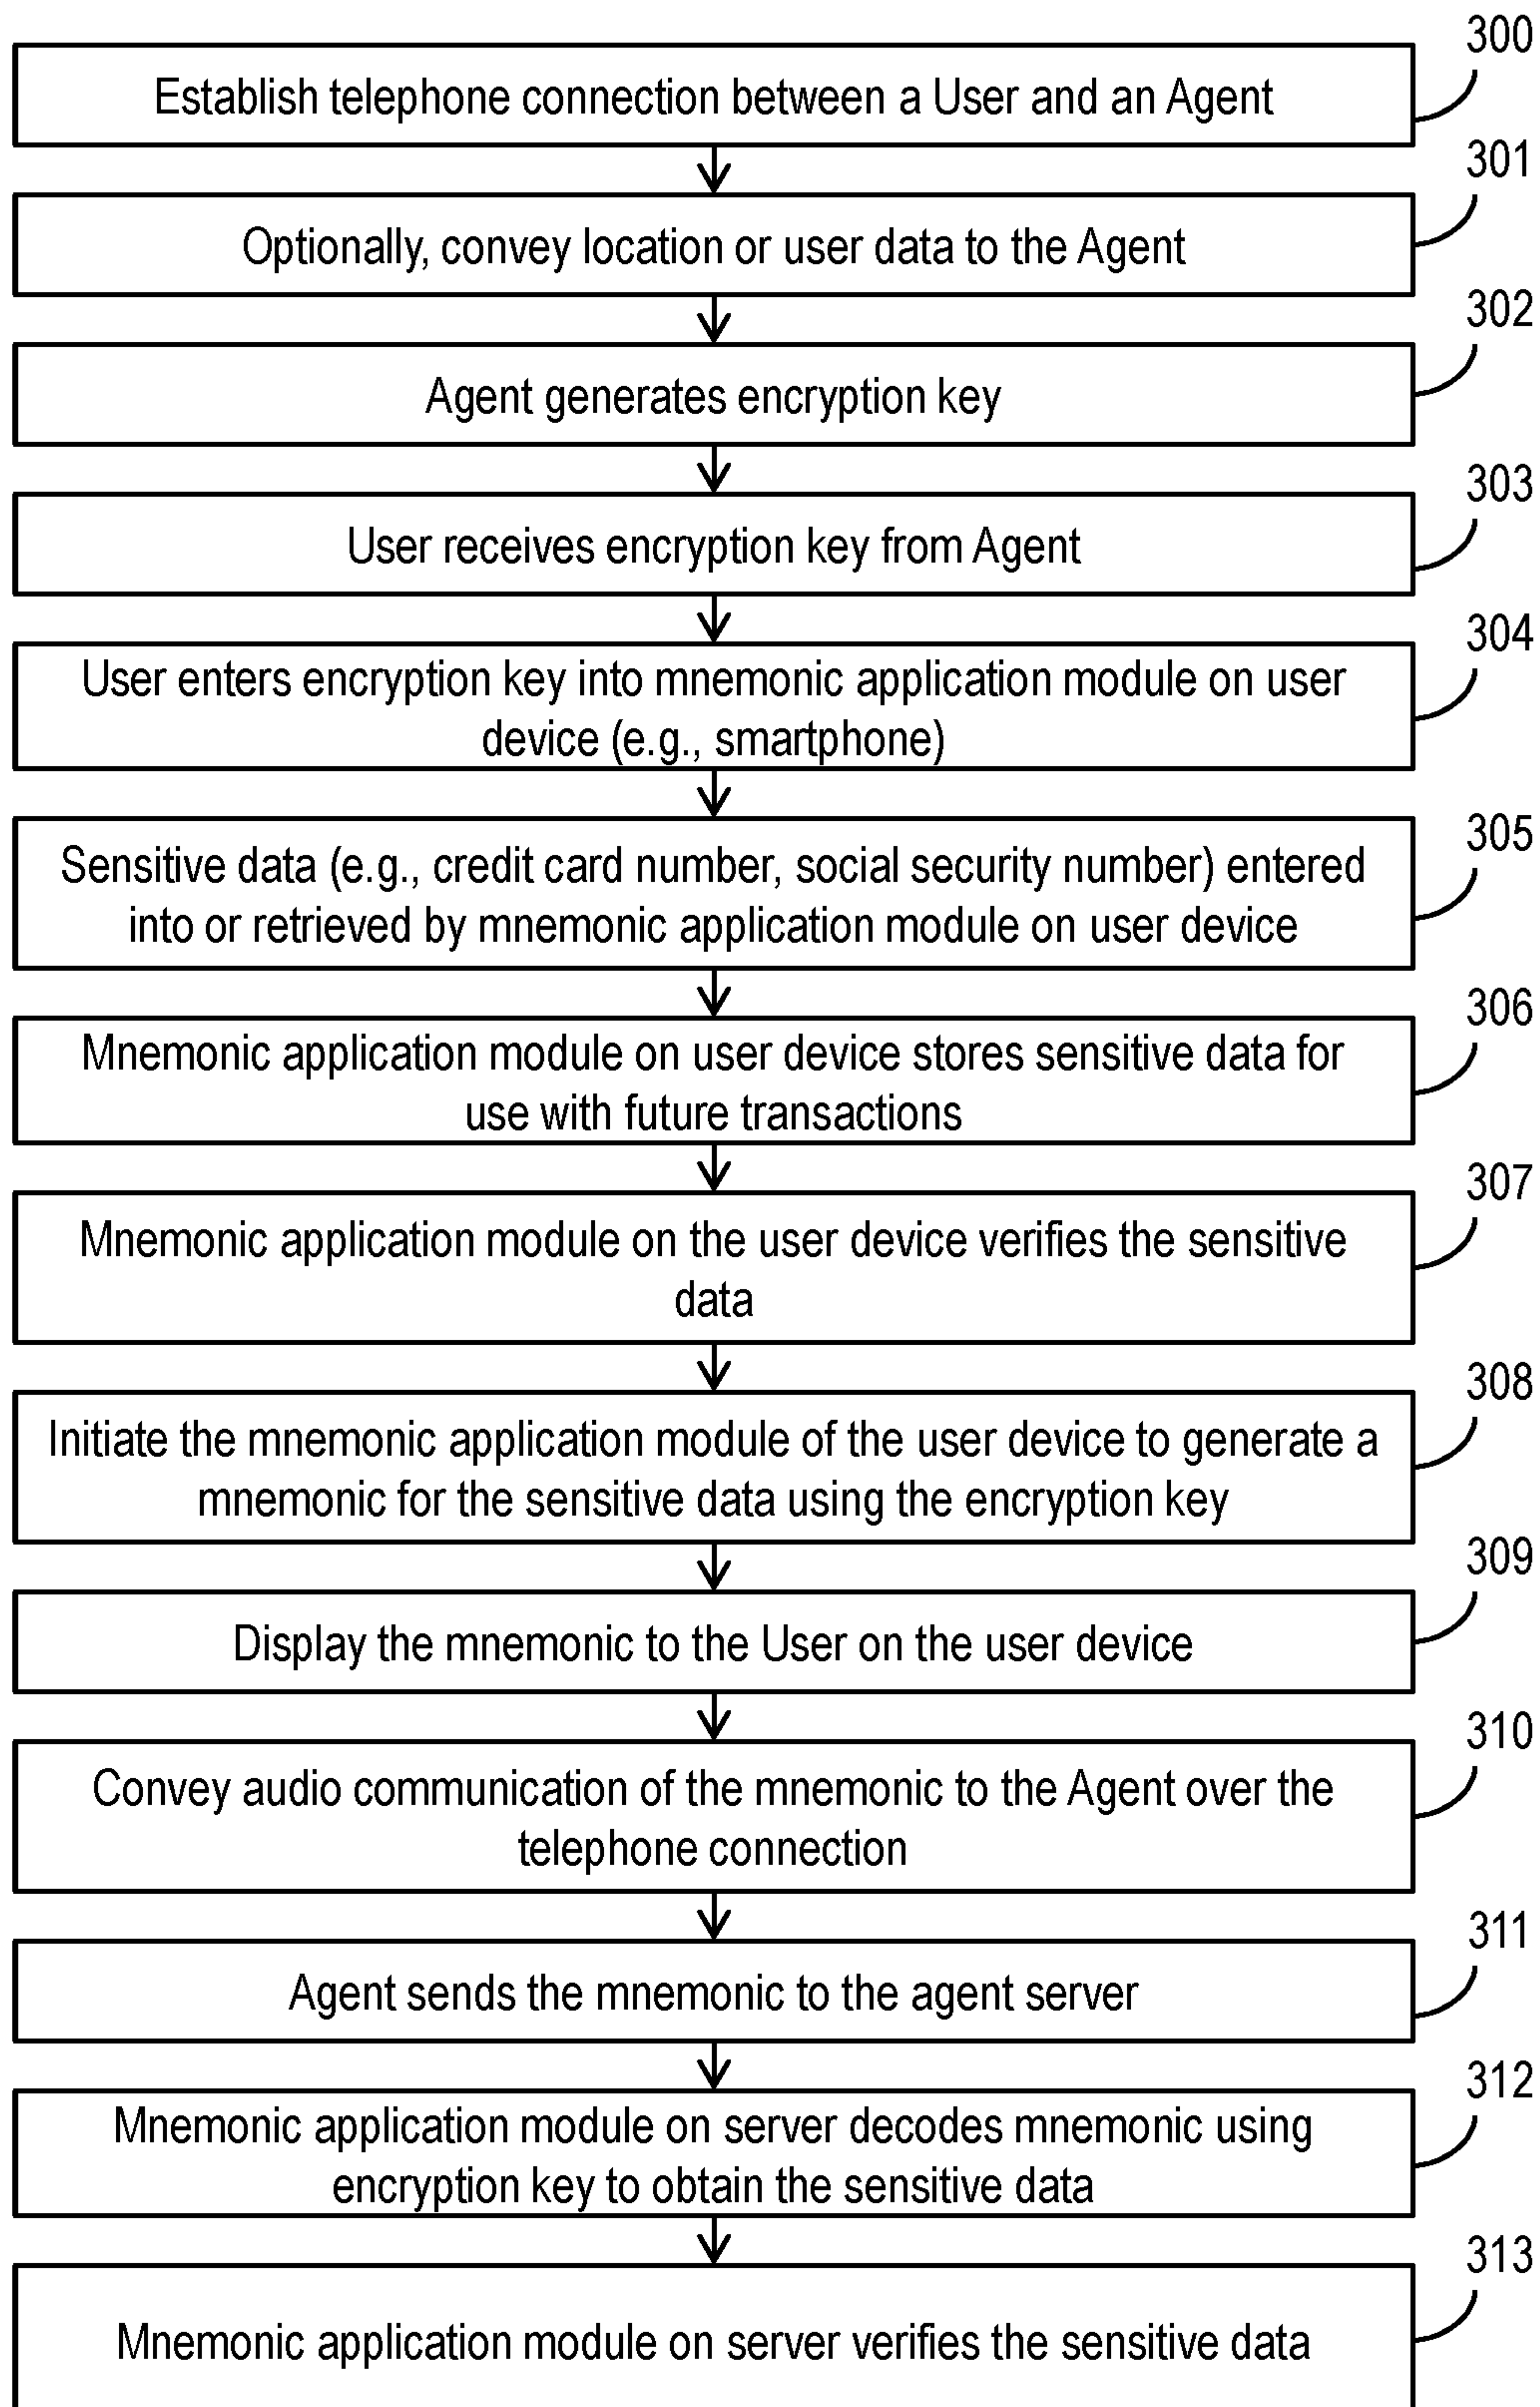 300
Establish telephone connection between a User and an Agent
301
Optionally, convey location or user data to the Agent
302
Agent generates encryption key
303
User receives encryption key from Agent
304
User enters encryption key into mnemonic application module on user
device (e.g., smartphone)
305
Sensitive data (e.g., credit card number, social security number) entered
into or retrieved by mnemonic application module on user device
306
Mnemonic application module on user device stores sensitive data for
use with future transactions
307
Mnemonic application module on the user device verifies the sensitive
data
308
Initiate the mnemonic application module of the user device to generate a
mnemonic for the sensitive data using the encryption key
309
Display the mnemonic to the User on the user device
310
Convey audio communication of the mnemonic to the Agent over the
telephone connection
311
Agent sends the mnemonic to the agent server
312
Mnemonic application module on server decodes mnemonic using
encryption key to obtain the sensitive data
313
Mnemonic application module on server verifies the sensitive data